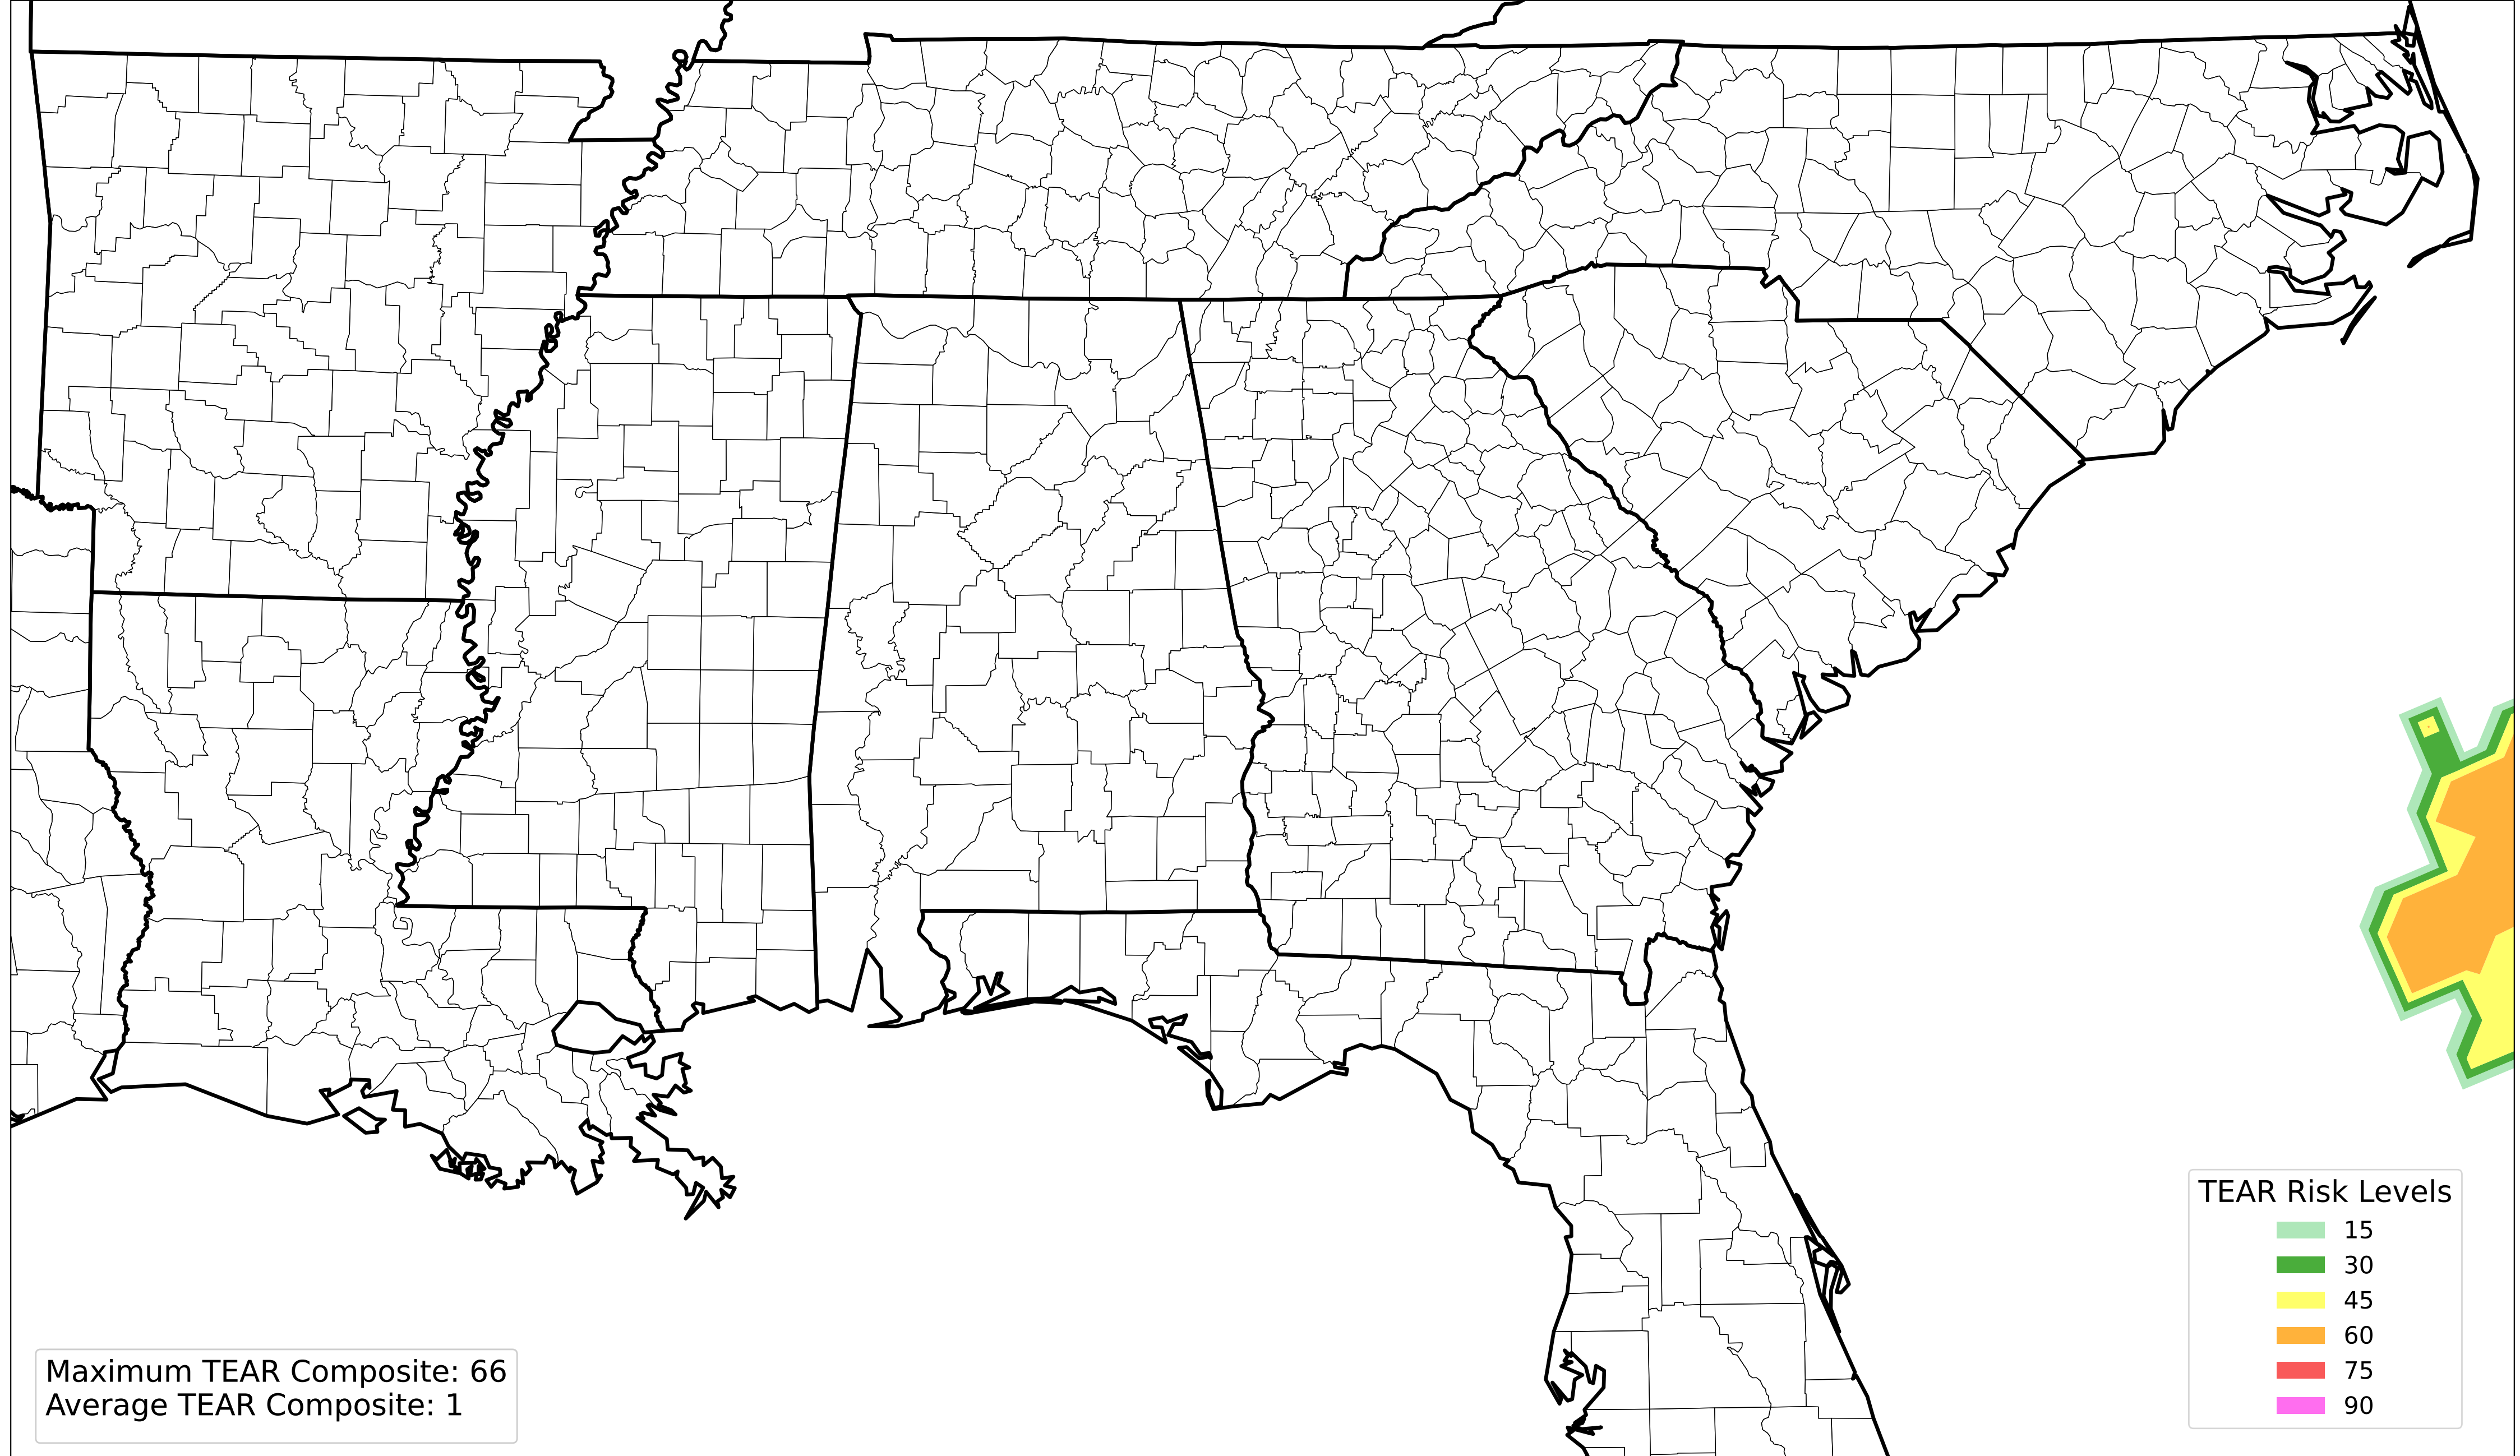 TEAR Risk Levels
15
30
45
60
75
90
Maximum TEAR Composite: 66
Average TEAR Composite: 1